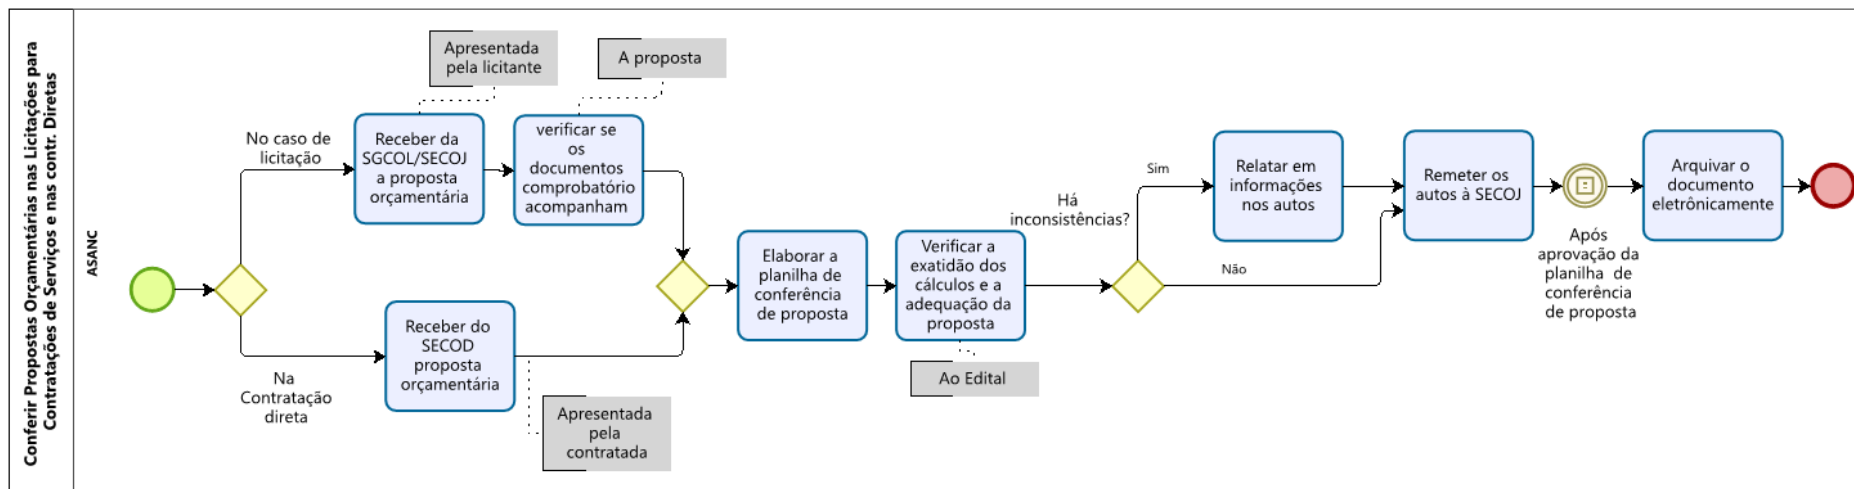 Conferir Propostas Orçamentárias nas Licitações para
Contratações de Serviços e nas contr. Diretas
ASANC
No caso de
licitação
Apresentada
pela licitante
Receber da
SGCOL/SECOJ
a proposta
orçamentária
A proposta
verificar se
os
documentos
comprobatório
acompanham
Na
Contratação
direta
Receber do
SECOD
proposta
orçamentária
Apresentada
pela
contratada
Elaborar a
planilha de
conferência
de proposta
Verificar a
exatidão dos
cálculos e a
adequação da
proposta
Ao Edital
Há
inconsistências?
Sim
Não
Relatar em
informações
nos autos
Remeter os
autos à SECOJ
Após
aprovação da
planilha de
conferência
de proposta
Arquivar o
documento
eletrônicamente